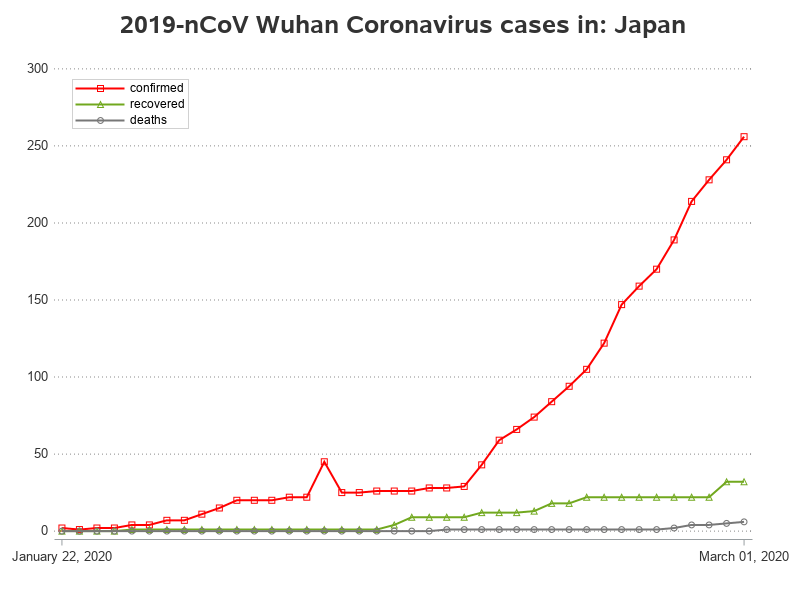 2019-nCoV Wuhan Coronavirus cases in: Japan
300
confirmed
recovered
deaths
250
200
150
100
50
0
January 22, 2020
March 01, 2020